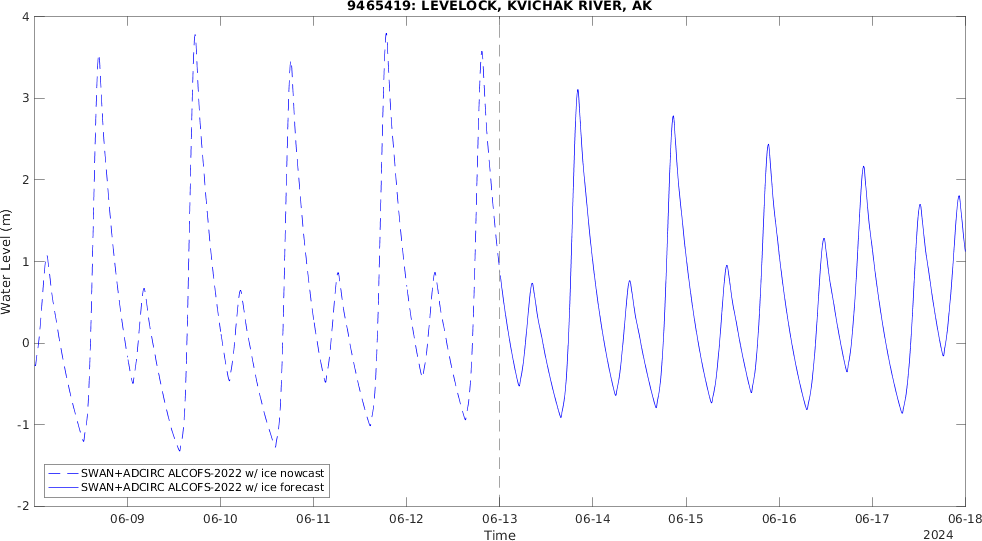 9465419: LEVELOCK, KVICHAK RIVER, AK
4
3
2
1
0
-1
-2
Water Level (m)
SWAN+ADCIRC ALCOFS-2022 w/ ice nowcast
SWAN+ADCIRC ALCOFS-2022 w/ ice forecast
06-09 06-10 06-11 06-12 06-13 06-14 06-15 06-16 06-17 06-18
Time
2024